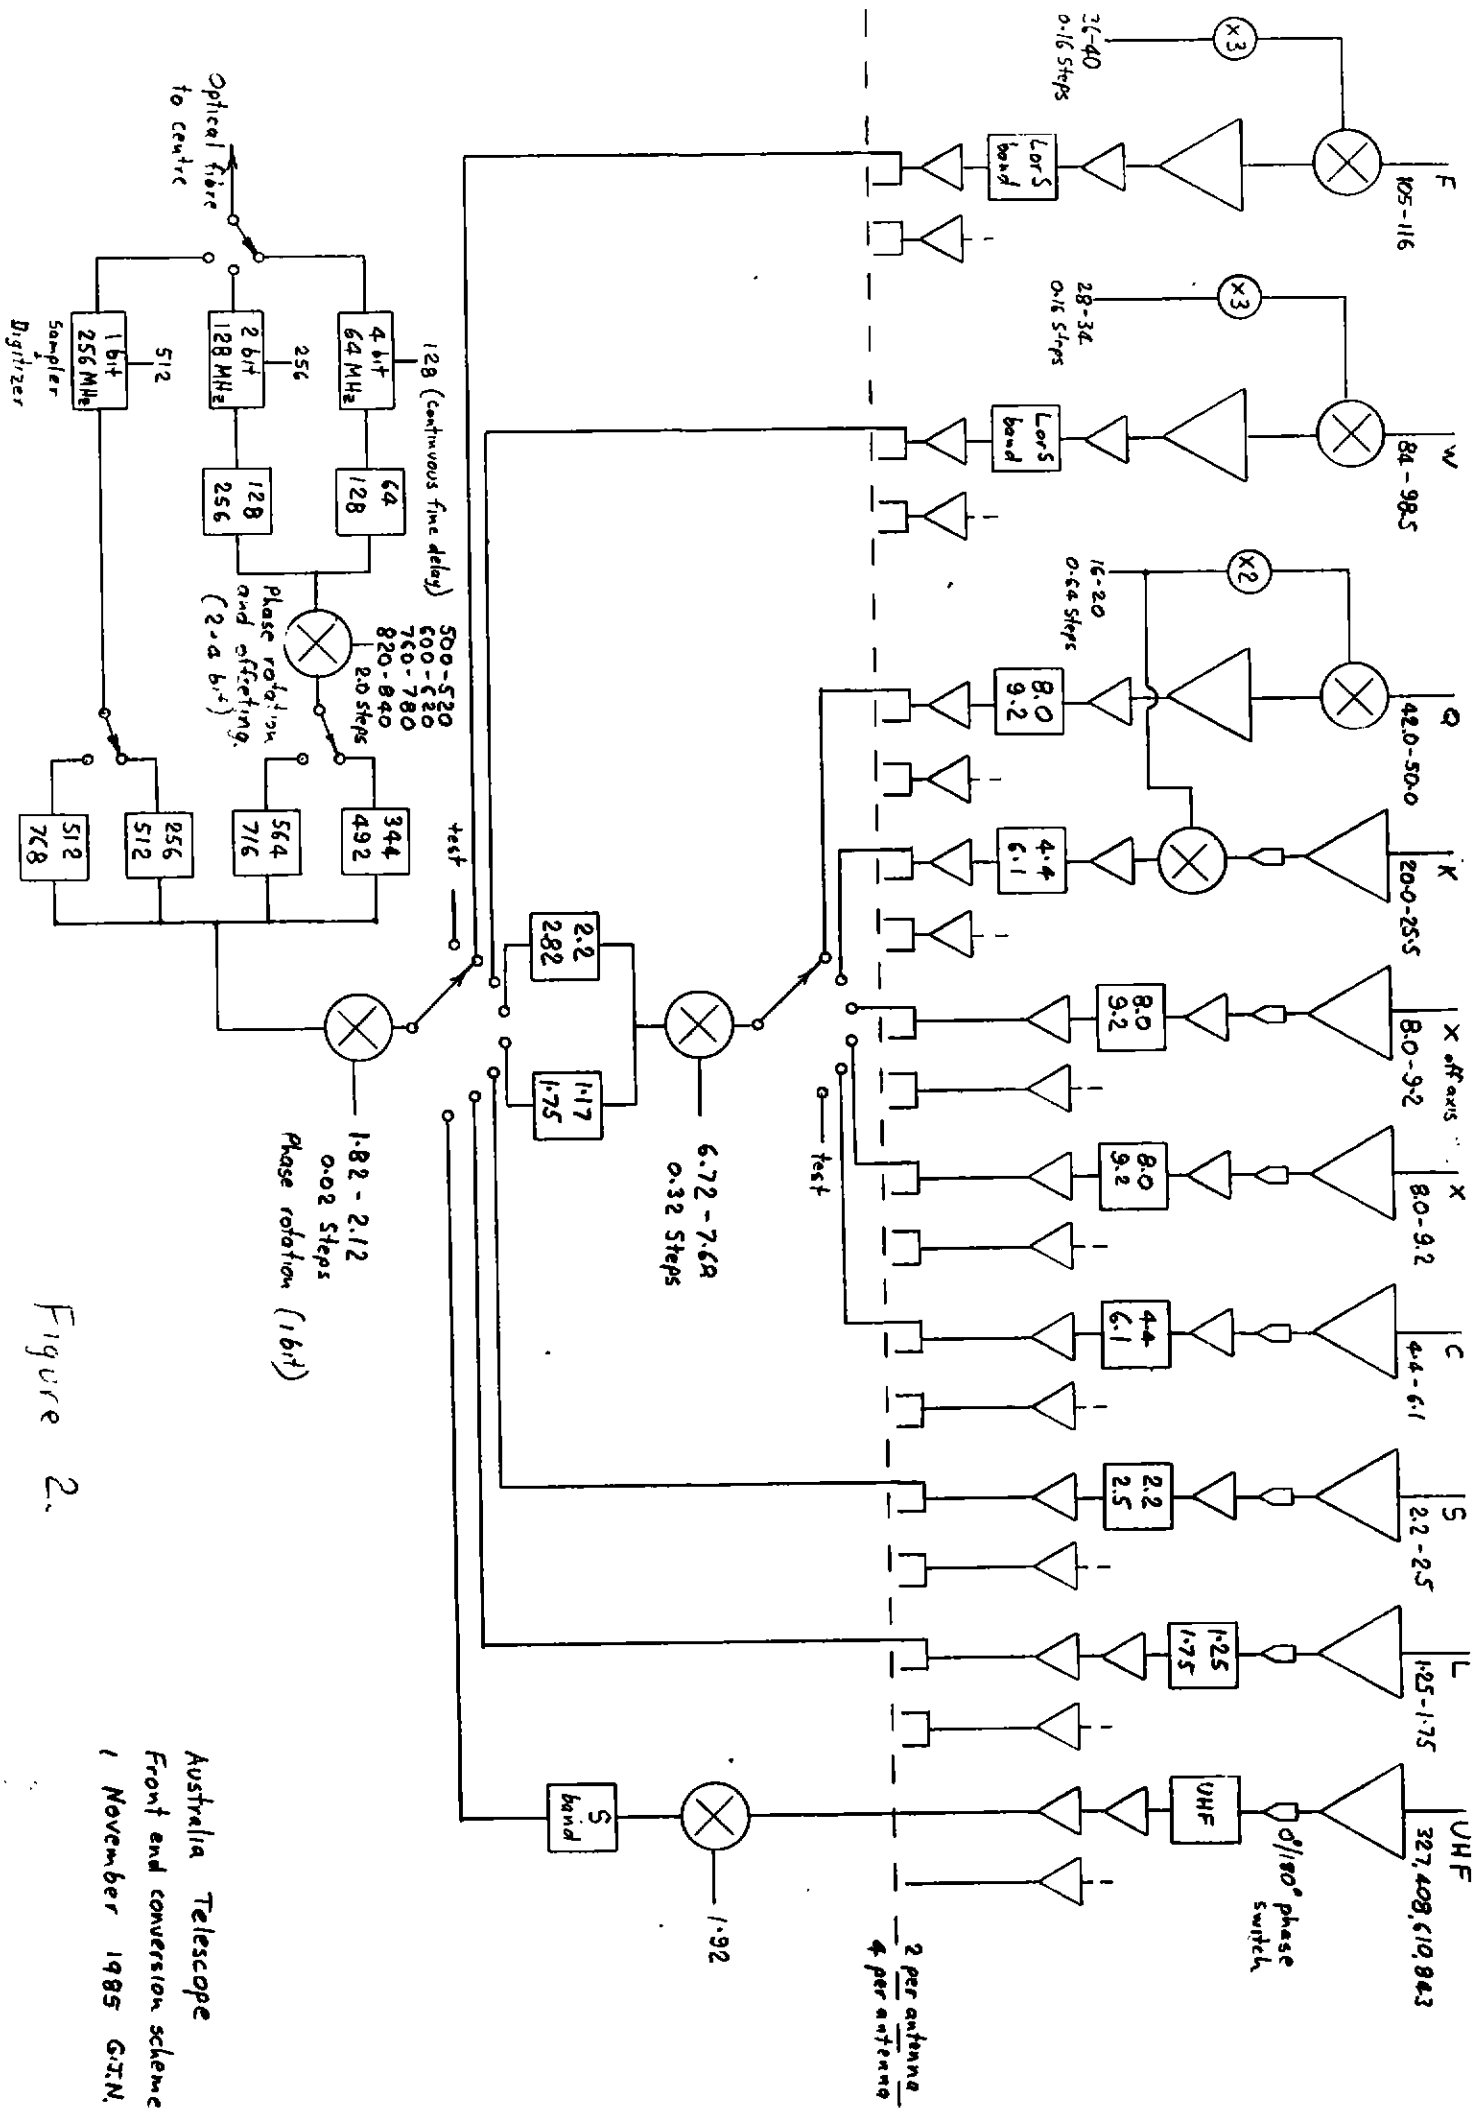 F
105-116
x3
36-40
0.16 Steps
L or S
band
W
84-98.5
x3
28-34
0.16 Steps
L or S
band
Q
42.0-50.0
x2
16-20
0.64 Steps
8.0
9.2
K
20.0-25.5
4.4
6.1
X off axis
8.0-9.2
8.0
9.2
X
8.0-9.2
8.0
9.2
C
4.4-6.1
4.4
6.1
S
2.2-2.5
2.2
2.5
L
1.25-1.75
1.25
1.75
UHF
327, 408, 610, 843
0°/180° phase
switch
UHF
2 per antenna
4 per antenna
1.92
S
band
test
6.72 - 7.68
0.32 Steps
2.2
2.82
1.17
1.75
test
1.82 - 2.12
0.02 Steps
Phase rotation (1 bit)
500-520
600-620
760-780
820-840
2.0 Steps
Phase rotation
and offseting.
(2-4 bit)
344
492
564
716
256
512
512
768
128 (continuous fine delay)
64
128
4 bit
64 MHz
256
128
256
2 bit
128 MHz
512
1 bit
256 MHz
Sampler
Digitizer
Optical fibre
to centre
Figure 2.
Australia Telescope
Front end conversion scheme
1 November 1985 G.J.N.